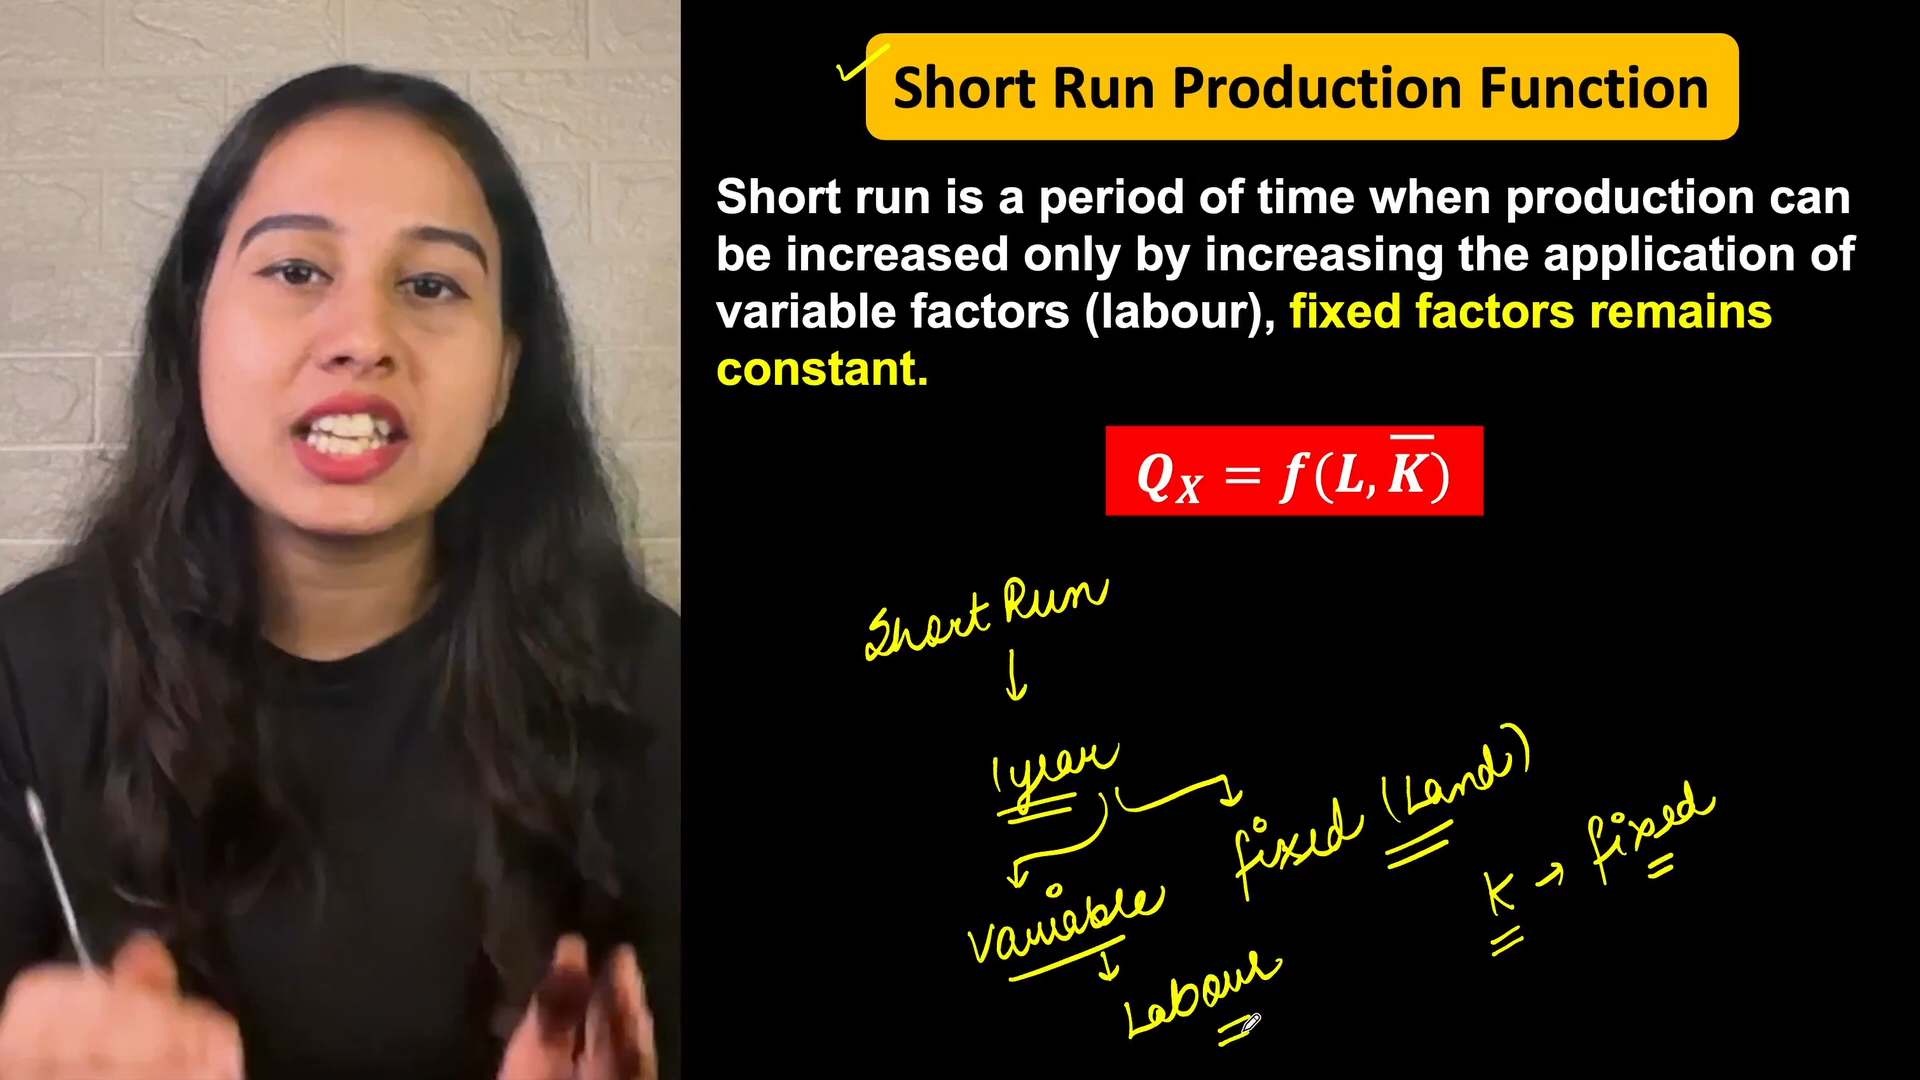 Short Run Production Function
Short run is a period of time when production can
be increased only by increasing the application of
variable factors (labour), fixed factors remains
constant.
Q_X = f(L, K̅)
Short Run
↓
1 year
fixed (Land)
K → fixed
Variable
↓
Labour